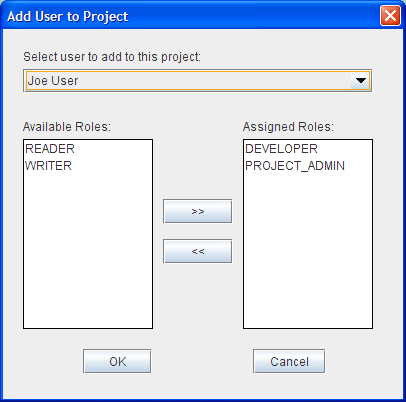 Add User to Project
Select user to add to this project:
Joe User
Available Roles:
READER
WRITER
>>
<<
Assigned Roles:
DEVELOPER
PROJECT_ADMIN
OK
Cancel